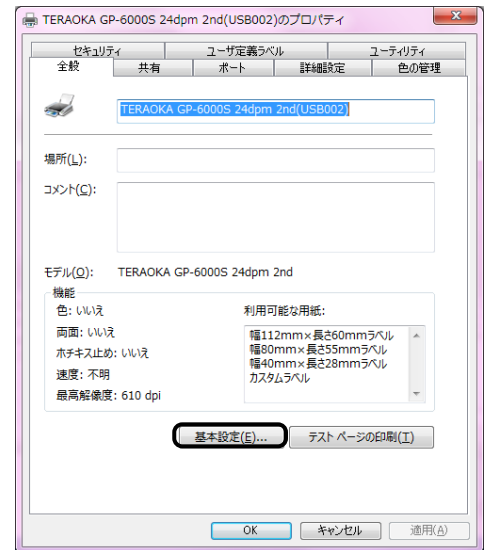 TERAOKA GP-6000S 24dpm 2nd(USB002)のプロパティ
セキュリティ ユーザ定義ラベル ユーティリティ
全般 共有 ポート 詳細設定 色の管理
TERAOKA GP-6000S 24dpm 2nd(USB002)
場所(L):
コメント(C):
モデル(O): TERAOKA GP-6000S 24dpm 2nd
機能
色: いいえ 利用可能な用紙:
両面: いいえ 幅112mm×長さ60mmラベル
ホチキス止め: いいえ 幅80mm×長さ55mmラベル
速度: 不明 幅40mm×長さ28mmラベル
最高解像度: 610 dpi カスタムラベル
基本設定(E)... テスト ページの印刷(T)
OK キャンセル 適用(A)